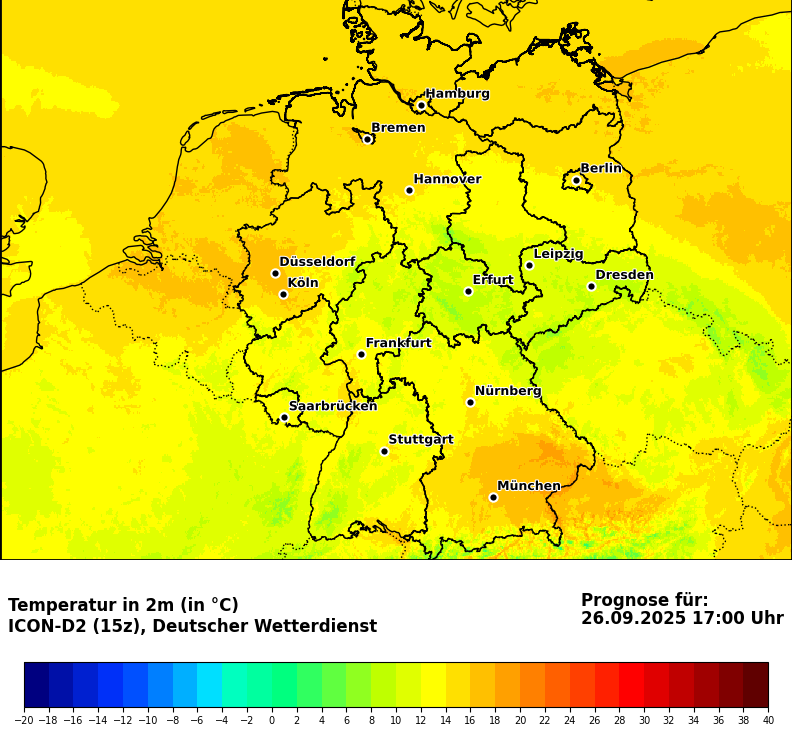 Hamburg
Bremen
Berlin
Hannover
Leipzig
Düsseldorf
Dresden
Köln
Erfurt
Frankfurt
Nürnberg
Saarbrücken
Stuttgart
München
Temperatur in 2m (in °C)
ICON-D2 (15z), Deutscher Wetterdienst
Prognose für:
26.09.2025 17:00 Uhr
−20 −18 −16 −14 −12 −10 −8 −6 −4 −2 0 2 4 6 8 10 12 14 16 18 20 22 24 26 28 30 32 34 36 38 40